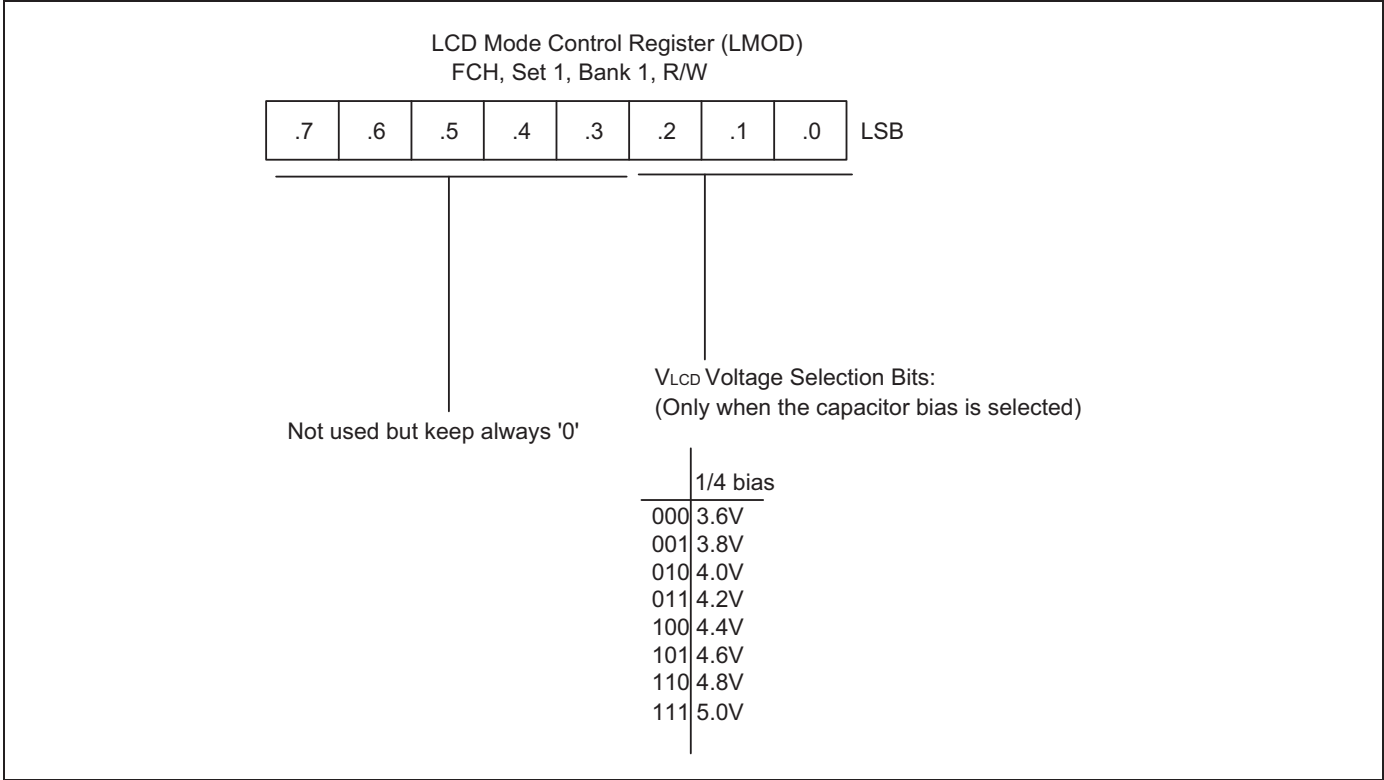 LCD Mode Control Register (LMOD)
FCH, Set 1, Bank 1, R/W
.7 .6 .5 .4 .3 .2 .1 .0 LSB
VLCD Voltage Selection Bits:
(Only when the capacitor bias is selected)
Not used but keep always '0'
1/4 bias
000 3.6V
001 3.8V
010 4.0V
011 4.2V
100 4.4V
101 4.6V
110 4.8V
111 5.0V